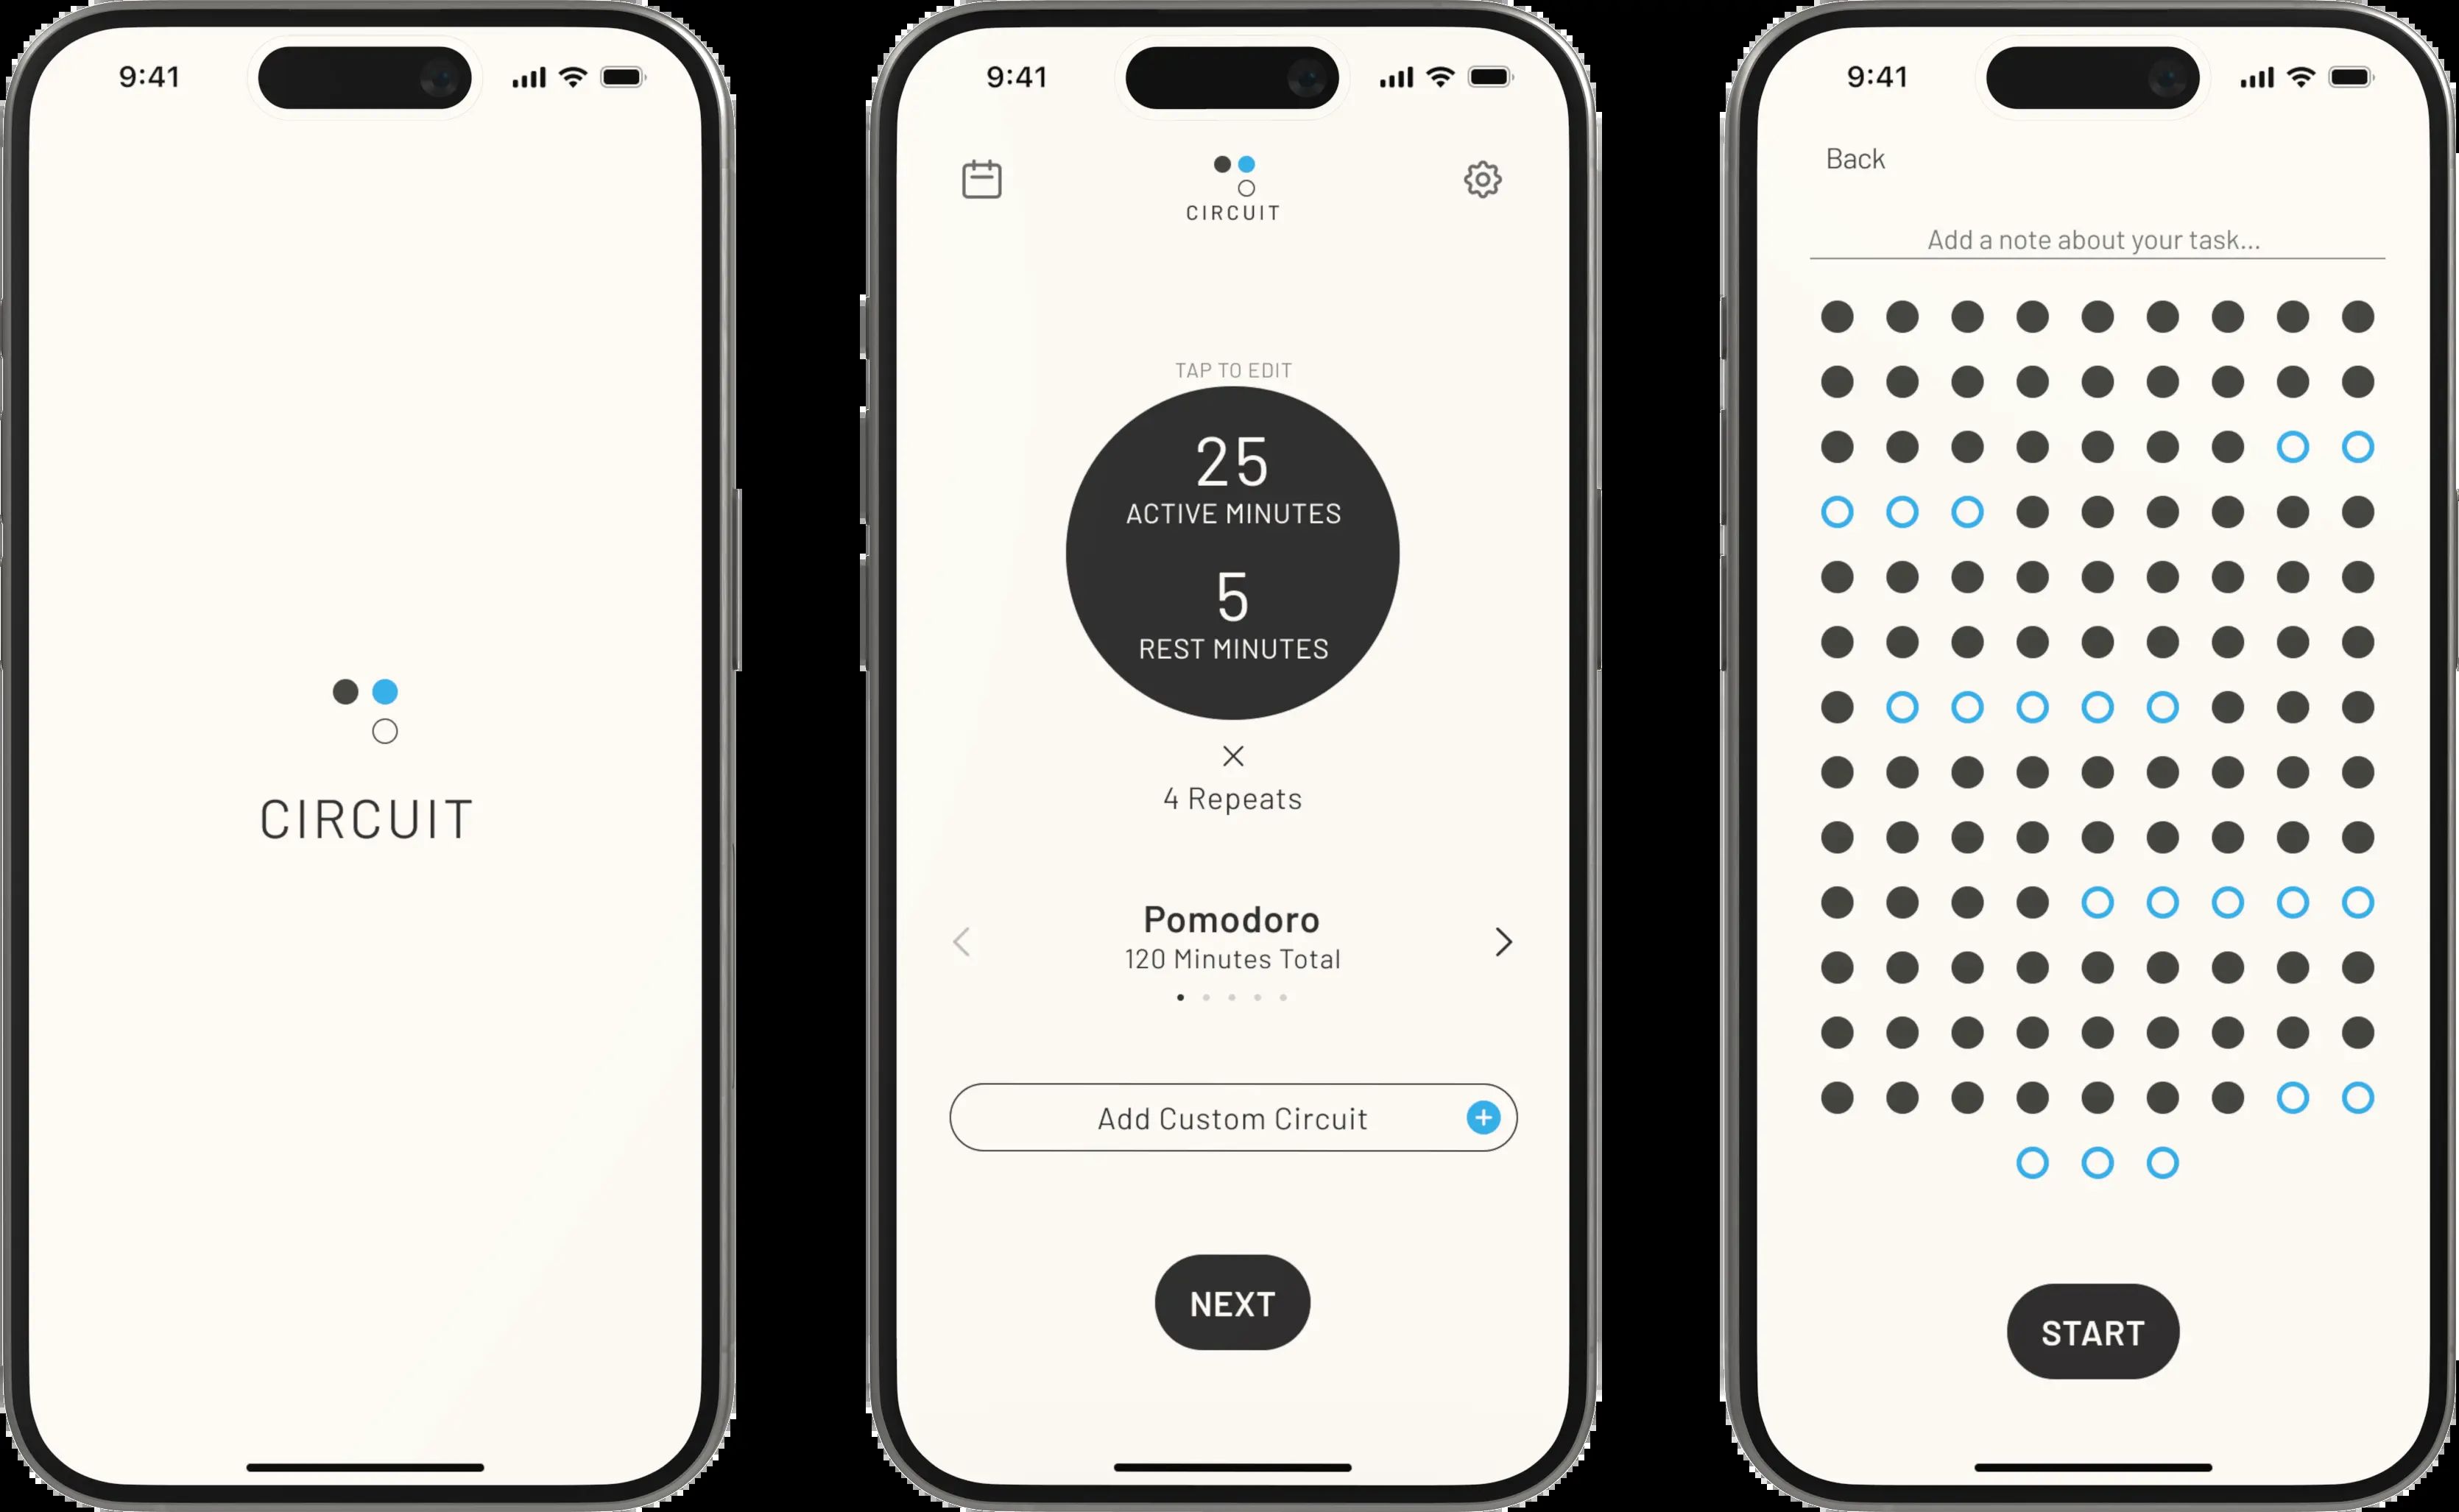 9:41
CIRCUIT
9:41
CIRCUIT
TAP TO EDIT
25
ACTIVE MINUTES
5
REST MINUTES
×
4 Repeats
Pomodoro
120 Minutes Total
Add Custom Circuit +
NEXT
9:41
Back
Add a note about your task...
START